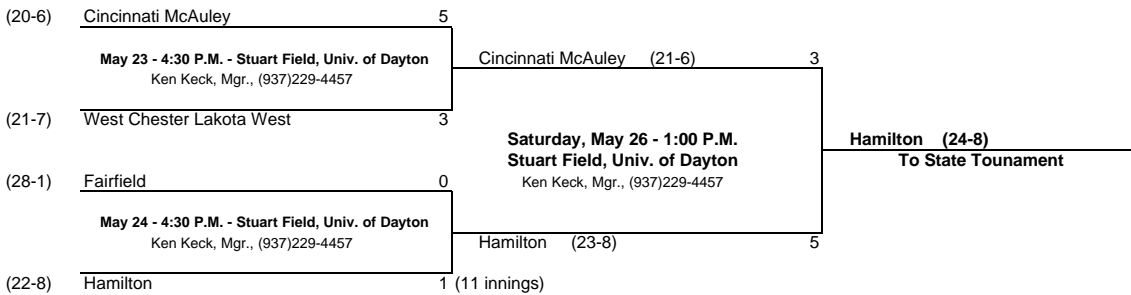 (20-6) Cincinnati McAuley 5
May 23 - 4:30 P.M. - Stuart Field, Univ. of Dayton
Ken Keck, Mgr., (937)229-4457
Cincinnati McAuley (21-6) 3
(21-7) West Chester Lakota West 3
Saturday, May 26 - 1:00 P.M.
Stuart Field, Univ. of Dayton
Ken Keck, Mgr., (937)229-4457
Hamilton (24-8)
To State Tounament
(28-1) Fairfield 0
May 24 - 4:30 P.M. - Stuart Field, Univ. of Dayton
Ken Keck, Mgr., (937)229-4457
Hamilton (23-8) 5
(22-8) Hamilton 1 (11 innings)